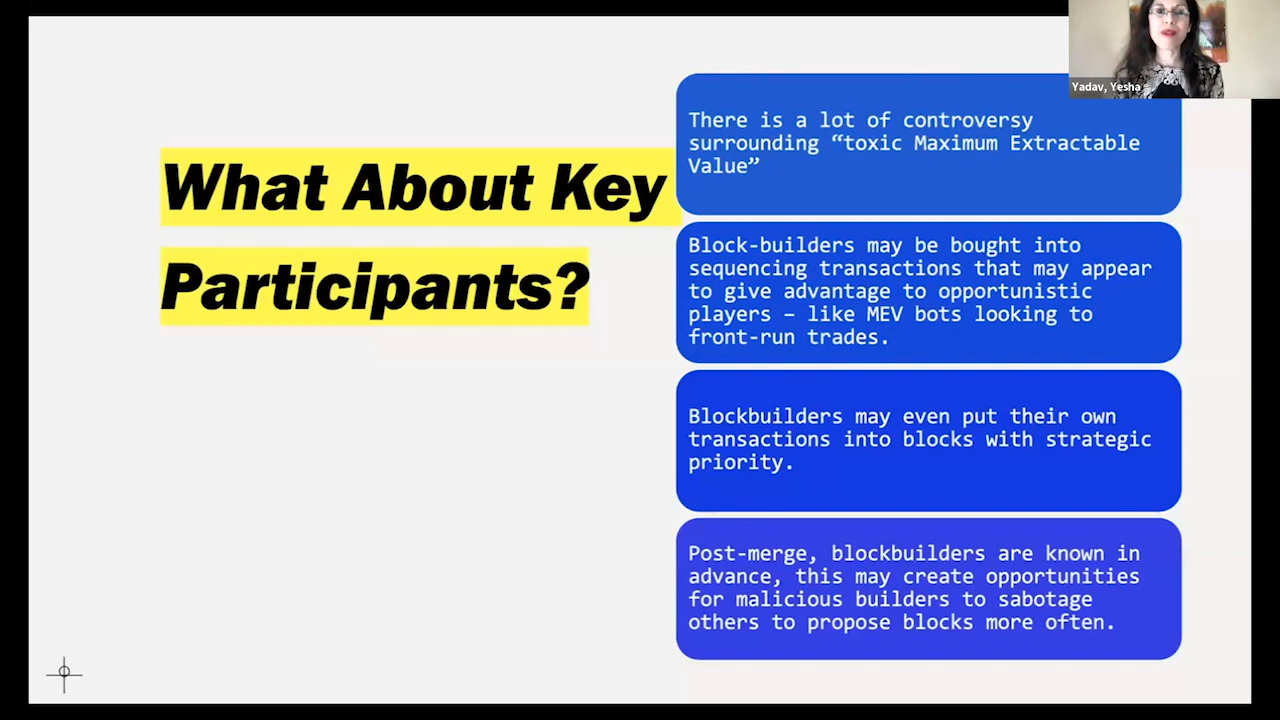 Yadav, Yesha
What About Key
Participants?
There is a lot of controversy
surrounding “toxic Maximum Extractable
Value”
Block-builders may be bought into
sequencing transactions that may appear
to give advantage to opportunistic
players – like MEV bots looking to
front-run trades.
Blockbuilders may even put their own
transactions into blocks with strategic
priority.
Post-merge, blockbuilders are known in
advance, this may create opportunities
for malicious builders to sabotage
others to propose blocks more often.